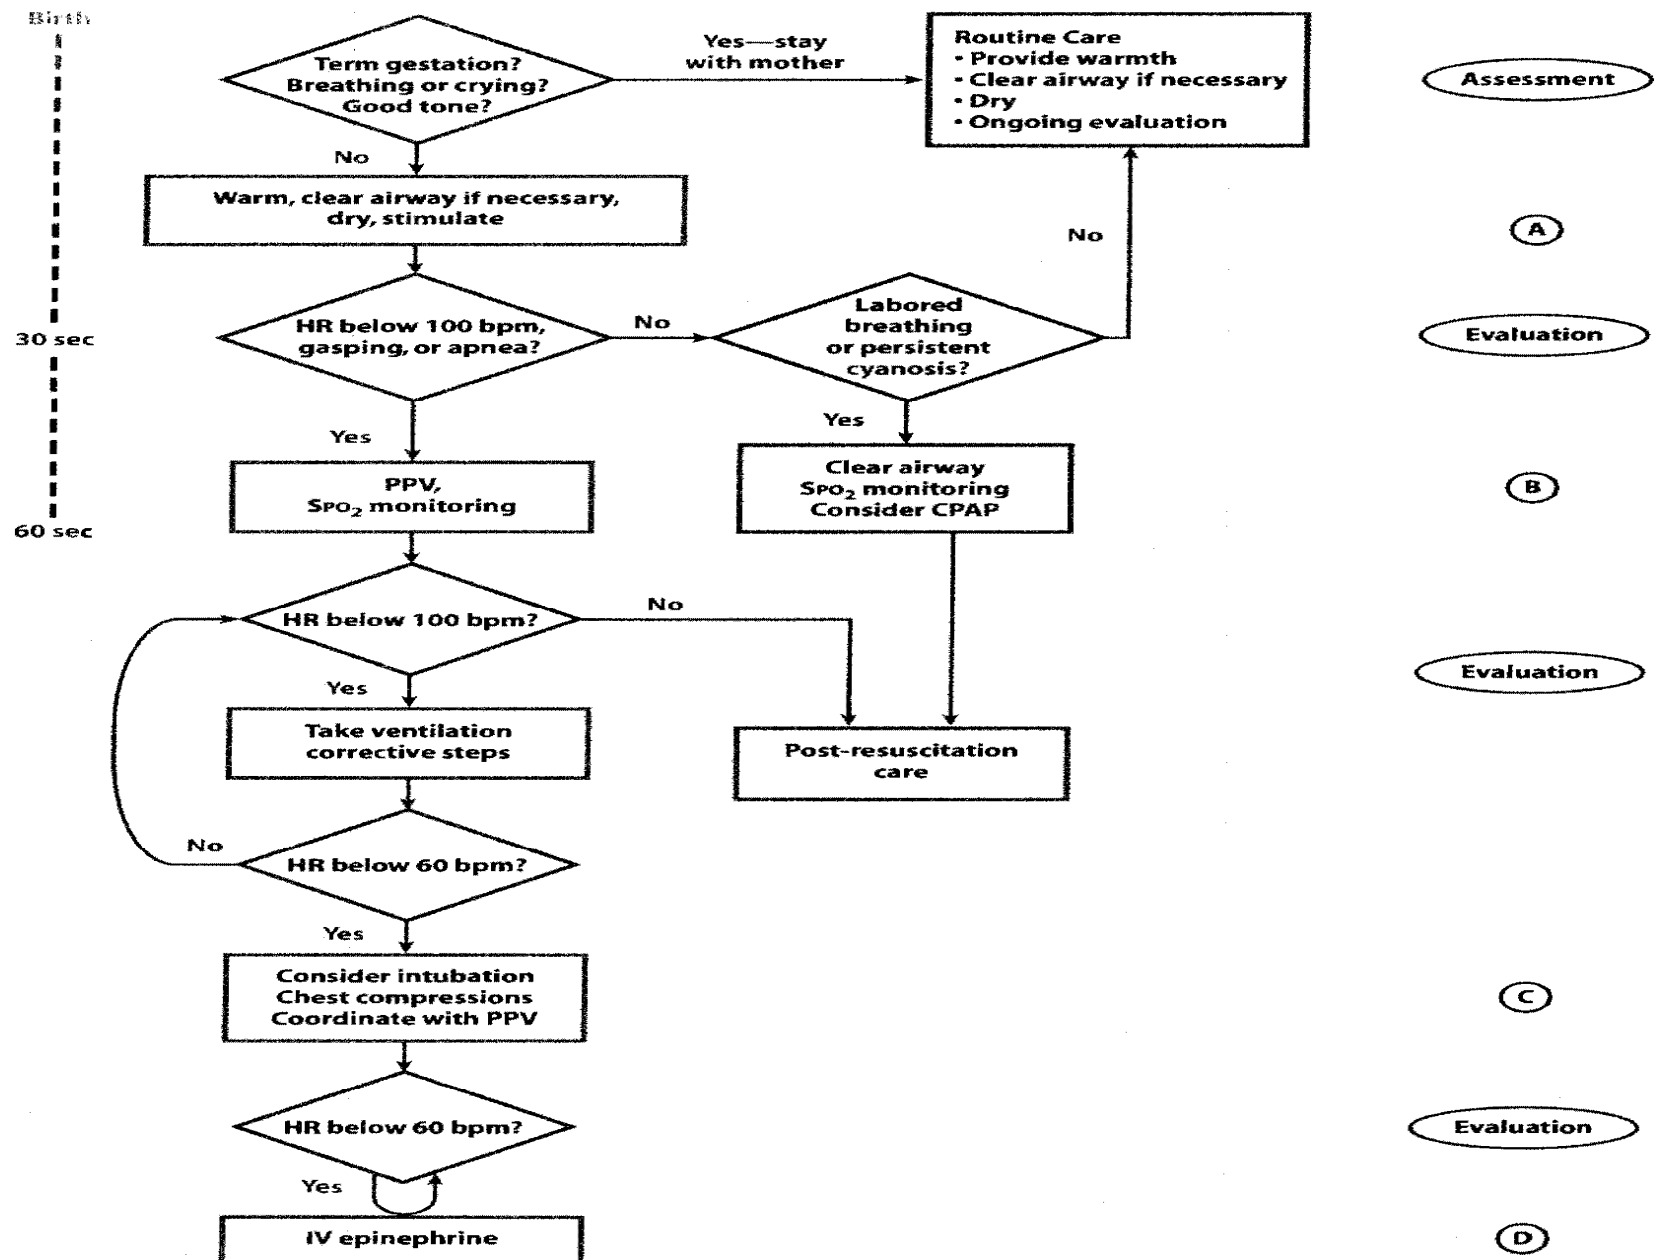 Birth
Term gestation?
Breathing or crying?
Good tone?
Yes—stay
with mother
Routine Care
• Provide warmth
• Clear airway if necessary
• Dry
• Ongoing evaluation
Assessment
No
Warm, clear airway if necessary,
dry, stimulate
No
A
HR below 100 bpm,
gasping, or apnea?
No
Labored
breathing
or persistent
cyanosis?
30 sec
Evaluation
Yes
Yes
PPV,
SPO₂ monitoring
Clear airway
SPO₂ monitoring
Consider CPAP
B
60 sec
HR below 100 bpm?
No
Evaluation
Yes
Take ventilation
corrective steps
Post-resuscitation
care
No
HR below 60 bpm?
Yes
Consider intubation
Chest compressions
Coordinate with PPV
C
HR below 60 bpm?
Evaluation
Yes
IV epinephrine
D